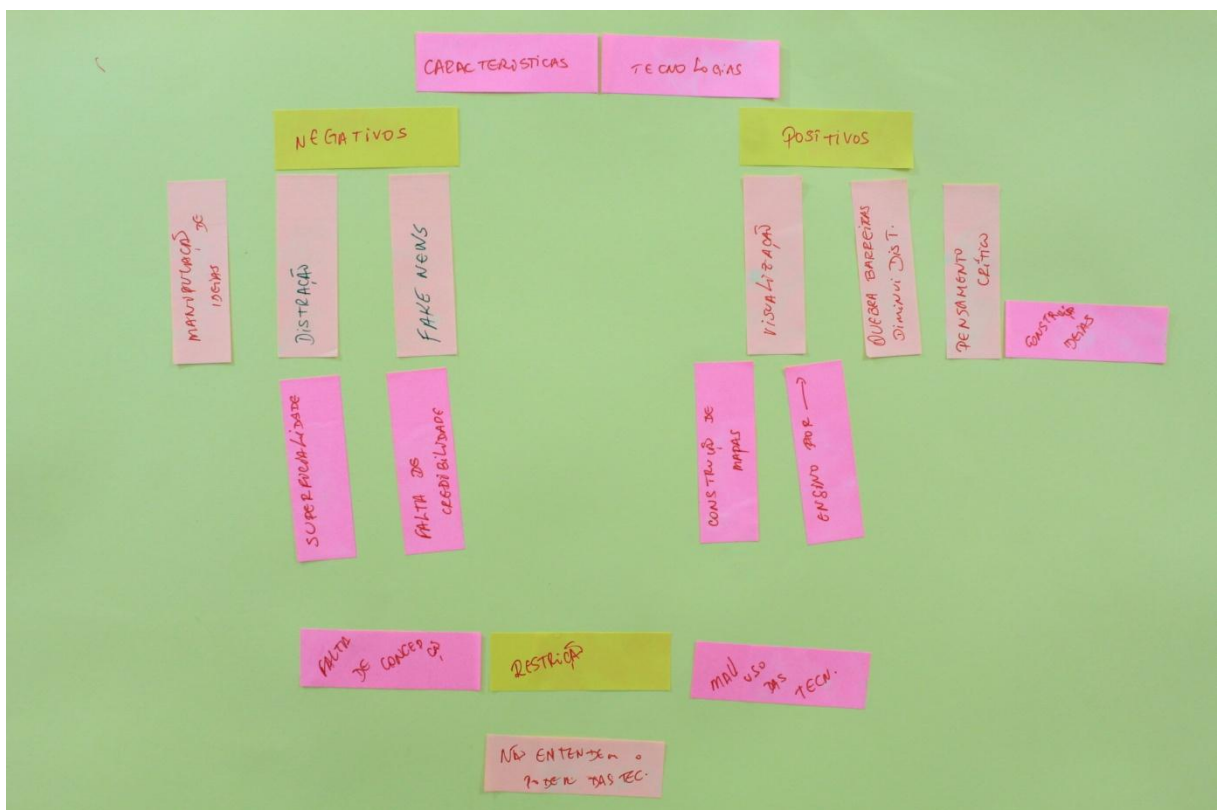 CARACTERÍSTICAS
TECNOLOGIAS
NEGATIVOS
POSITIVOS
MANIPULAÇÃO DE
IDEIAS
DISTRAÇÃO
FAKE NEWS
VISUALIZAÇÃO
QUEBRA BARREIRAS
DIMINUI DIST.
PENSAMENTO
CRÍTICO
IDEIAS
SUPERFICIALIDADE
FALTA DE
CREDIBILIDADE
CONSTRUÇÃO DE
MAPAS
ENSINO POR →
FALTA
DE
RESTRIÇÃO
MAU USO
DAS TECN.
NÃO ENTENDEM O
PODER DAS TEC.